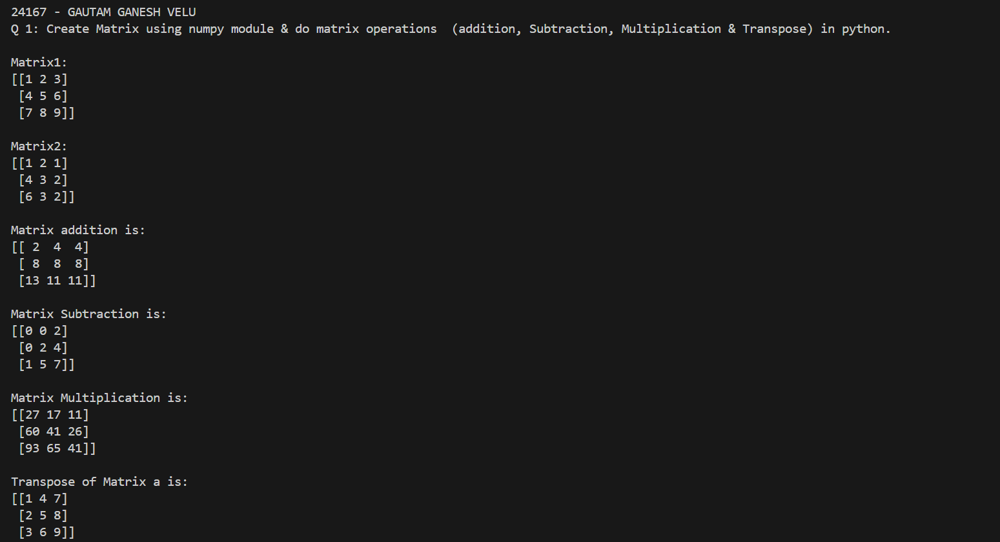 24167 - GAUTAM GANESH VELU
Q 1: Create Matrix using numpy module & do matrix operations  (addition, Subtraction, Multiplication & Transpose) in python.

Matrix1:
[[1 2 3]
 [4 5 6]
 [7 8 9]]

Matrix2:
[[1 2 1]
 [4 3 2]
 [6 3 2]]

Matrix addition is:
[[ 2  4  4]
 [ 8  8  8]
 [13 11 11]]

Matrix Subtraction is:
[[0 0 2]
 [0 2 4]
 [1 5 7]]

Matrix Multiplication is:
[[27 17 11]
 [60 41 26]
 [93 65 41]]

Transpose of Matrix a is:
[[1 4 7]
 [2 5 8]
 [3 6 9]]